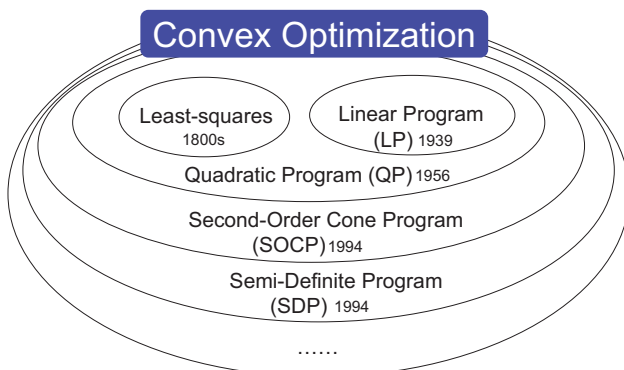 Convex Optimization
Least-squares
1800s
Linear Program
(LP) 1939
Quadratic Program (QP) 1956
Second-Order Cone Program
(SOCP) 1994
Semi-Definite Program
(SDP) 1994
......